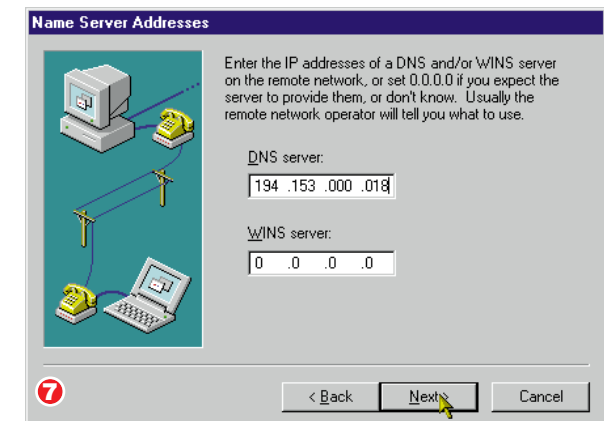 Name Server Addresses
Enter the IP addresses of a DNS and/or WINS server
on the remote network, or set 0.0.0.0 if you expect the
server to provide them, or don't know. Usually the
remote network operator will tell you what to use.
DNS server:
194 .153 .000 .018
WINS server:
0 .0 .0 .0
7
< Back Next > Cancel